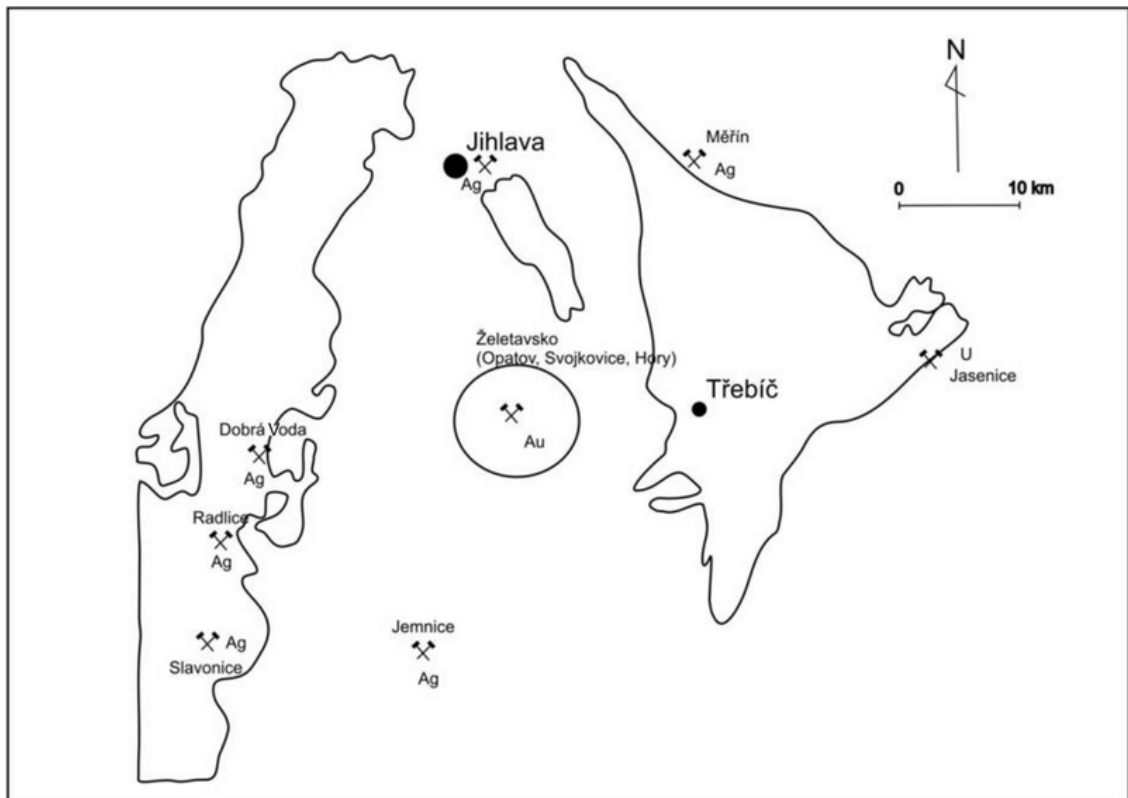 N
Jihlava
Ag
Měřín
Ag
0 10 km
Želetavsko
(Opatov, Svojkovice, Hory)
Au
U
Jasenice
Třebíč
Dobrá Voda
Ag
Radlice
Ag
Ag
Slavonice
Jemnice
Ag